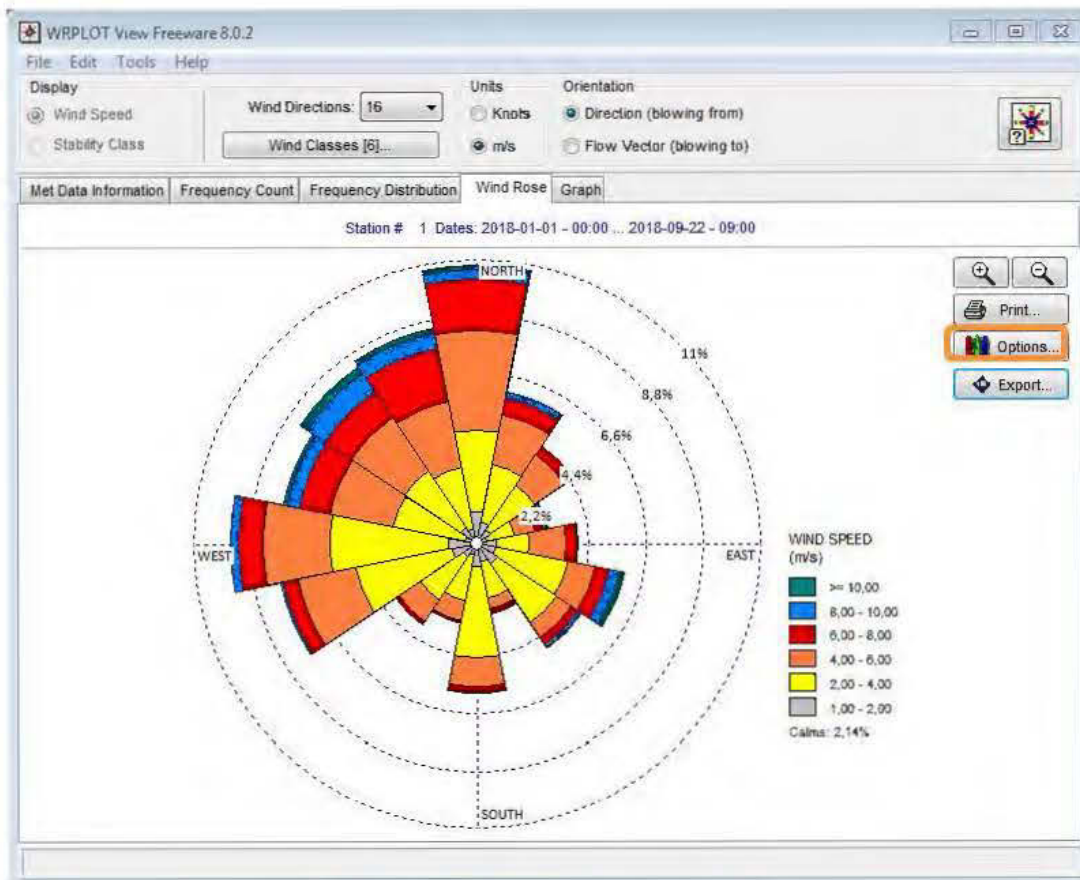 WRPLOT View Freeware 8.0.2
File Edit Tools Help
Display
Wind Speed
Stability Class
Wind Directions: 16
Wind Classes [6]...
Units
Knots
m/s
Orientation
Direction (blowing from)
Flow Vector (blowing to)
?
Met Data Information Frequency Count Frequency Distribution Wind Rose Graph
Station # 1 Dates: 2018-01-01 - 00:00 ... 2018-09-22 - 09:00
Print...
Options...
Export...
NORTH
11%
8,8%
6,6%
4,4%
2,2%
WEST
EAST
SOUTH
WIND SPEED
(m/s)
>= 10,00
8,00 - 10,00
6,00 - 8,00
4,00 - 6,00
2,00 - 4,00
1,00 - 2,00
Calms: 2,14%